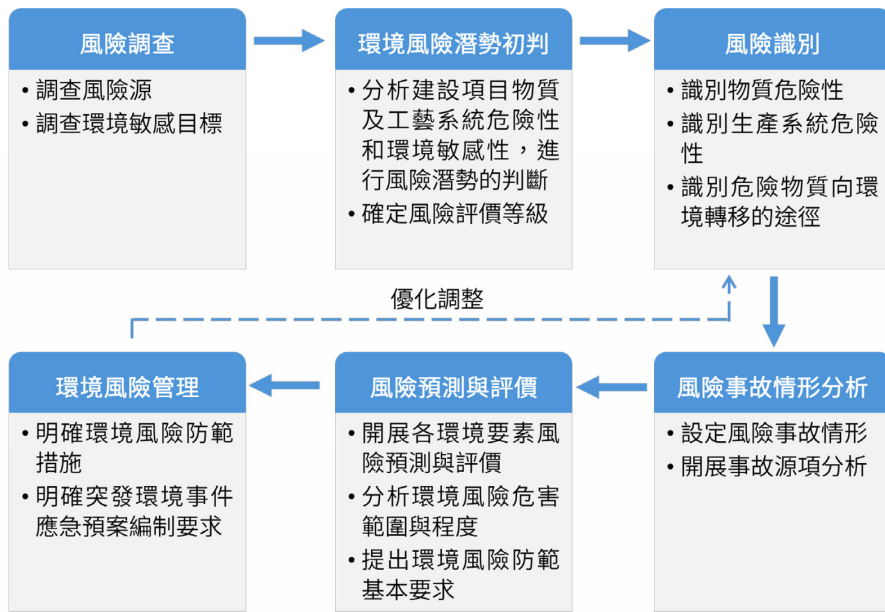 風險調查
• 調查風險源
• 調查環境敏感目標
環境風險潛勢初判
• 分析建設項目物質
及工藝系統危險性
和環境敏感性，進
行風險潛勢的判斷
• 確定風險評價等級
風險識別
• 識別物質危險性
• 識別生產系統危險
性
• 識別危險物質向環
境轉移的途徑
優化調整
環境風險管理
• 明確環境風險防範
措施
• 明確突發環境事件
應急預案編制要求
風險預測與評價
• 開展各環境要素風
險預測與評價
• 分析環境風險危害
範圍與程度
• 提出環境風險防範
基本要求
風險事故情形分析
• 設定風險事故情形
• 開展事故源項分析